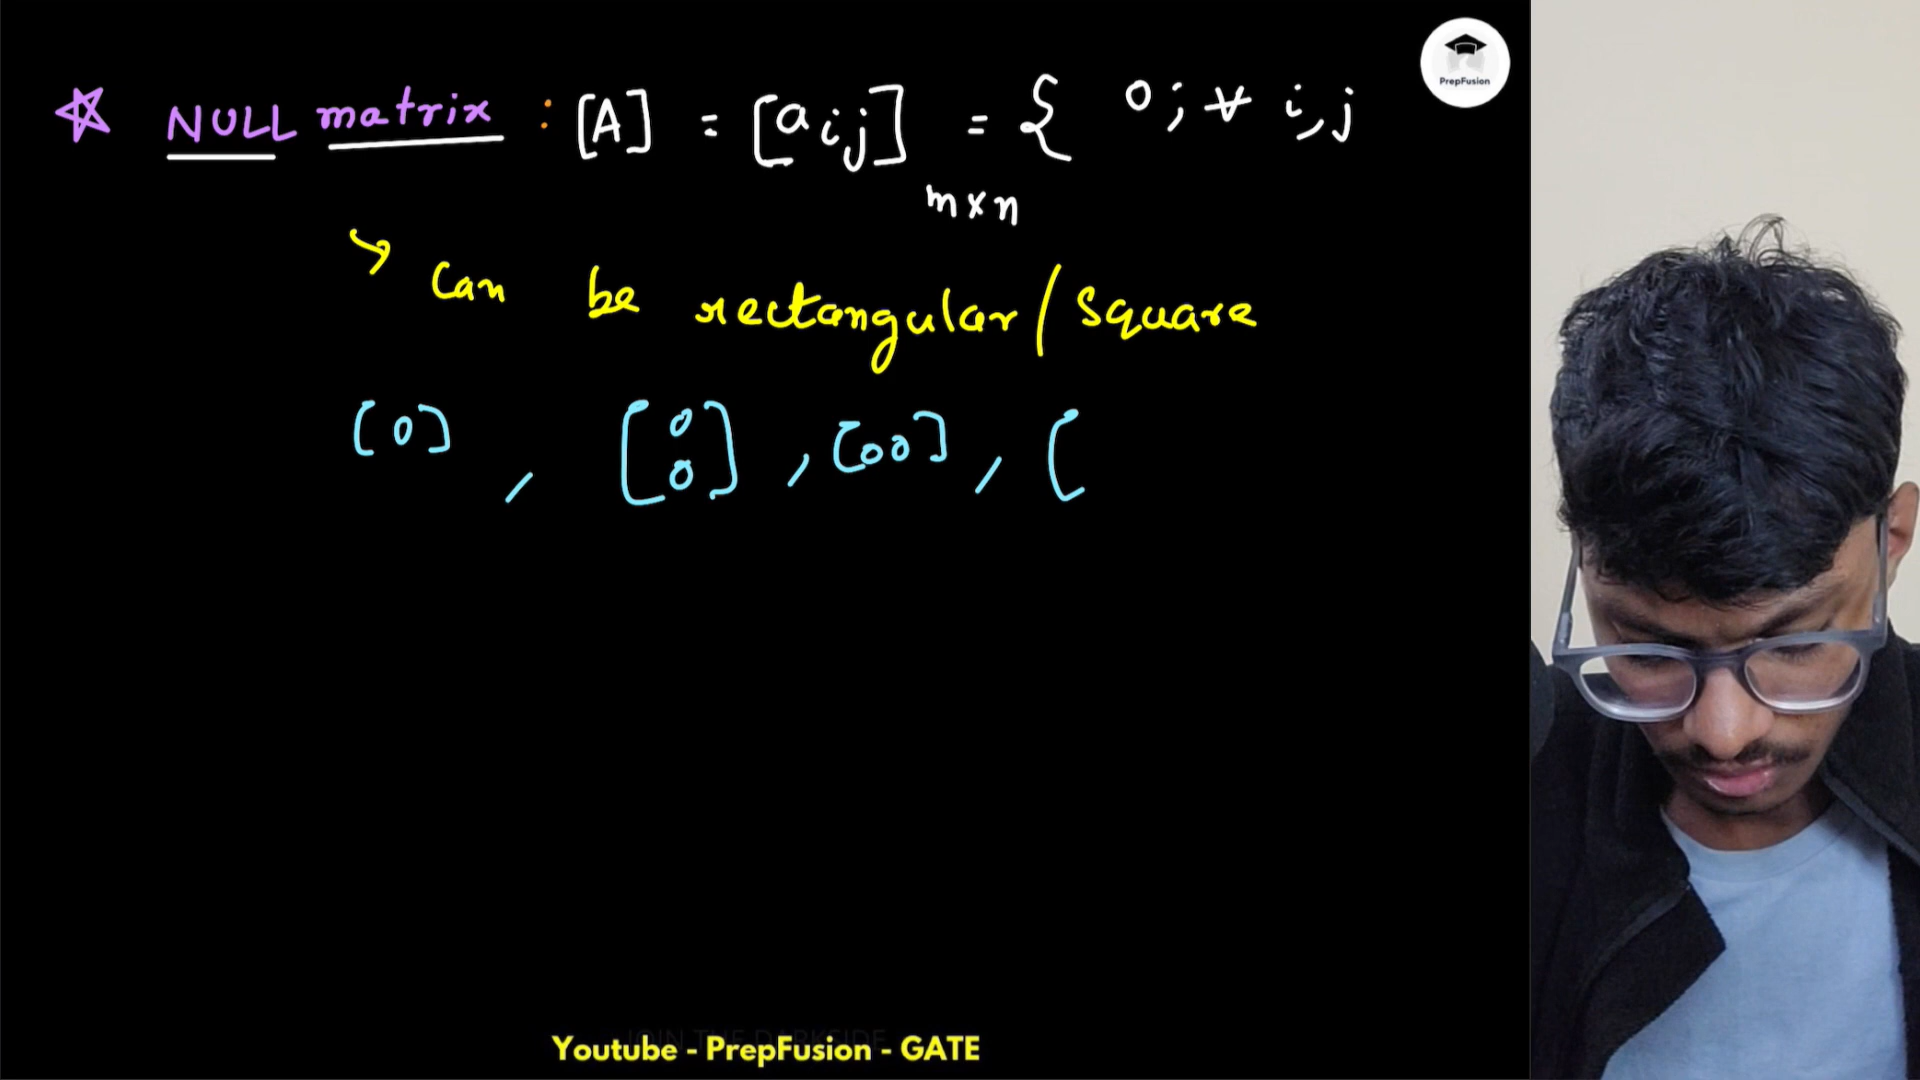 PrepFusion
☆ NULL matrix : [A] = [aij] m×n = { 0 ; ∀ i,j
↘ can be rectangular/square
[0] , [0 0] , [00] , [
Youtube - PrepFusion - GATE